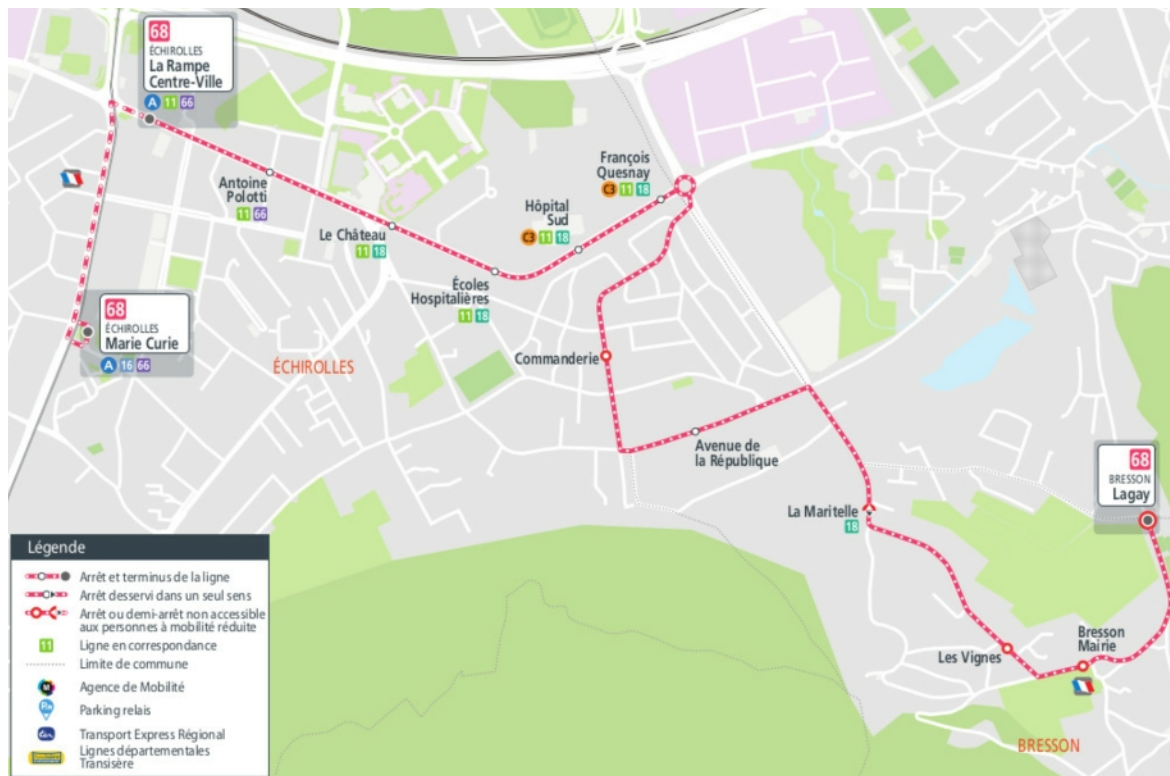 68
ÉCHIROLLES
La Rampe
Centre-Ville
A 11 66
Antoine
Polotti
11 66
Le Château
11 18
Écoles
Hospitalières
11 18
Hôpital
Sud
C3 11 18
François
Quesnay
C3 11 18
68
ÉCHIROLLES
Marie Curie
A 16 66
ÉCHIROLLES
Commanderie
Avenue de
la République
La Maritelle
18
68
BRESSON
Lagay
Les Vignes
Bresson
Mairie
BRESSON
Légende
Arrêt et terminus de la ligne
Arrêt desservi dans un seul sens
Arrêt ou demi-arrêt non accessible
aux personnes à mobilité réduite
11 Ligne en correspondance
Limite de commune
M Agence de Mobilité
Parking relais
ter Transport Express Régional
Lignes départementales
Transisère